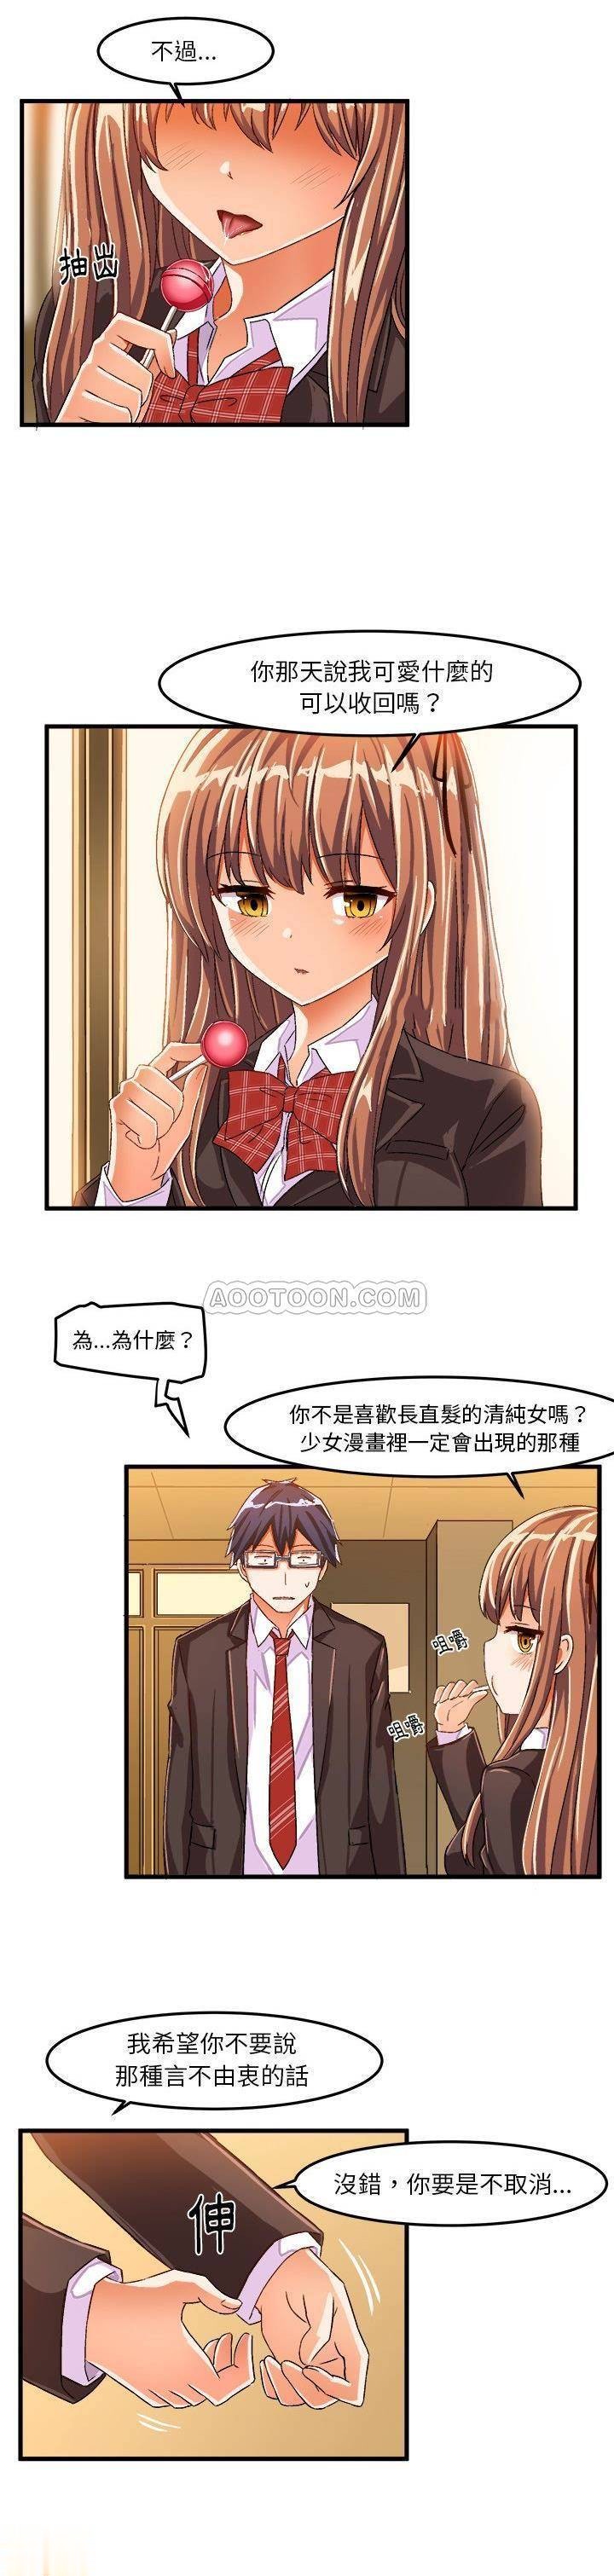 不過...
抽出
你那天說我可愛什麼的
可以收回嗎？
AOOTOON.COM
為...為什麼？
你不是喜歡長直髮的清純女嗎？
少女漫畫裡一定會出現的那種
咀嚼
咀嚼
我希望你不要說
那種言不由衷的話
沒錯，你要是不取消...
伸